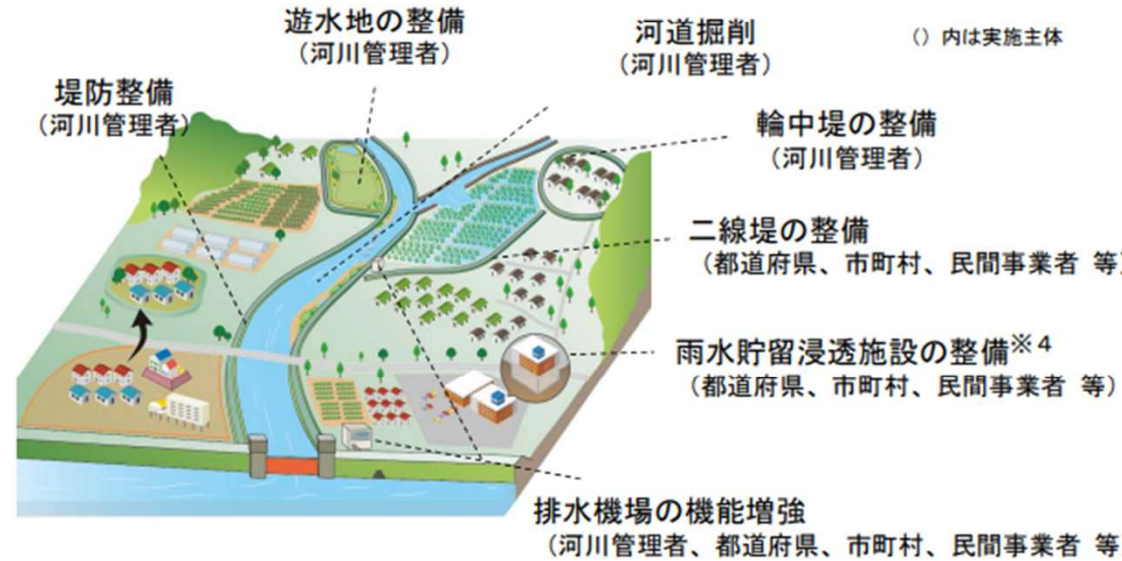 遊水地の整備
（河川管理者）
河道掘削
（河川管理者）
（）内は実施主体
堤防整備
（河川管理者）
輪中堤の整備
（河川管理者）
二線堤の整備
（都道府県、市町村、民間事業者 等）
雨水貯留浸透施設の整備※4
（都道府県、市町村、民間事業者 等）
排水機場の機能増強
（河川管理者、都道府県、市町村、民間事業者 等